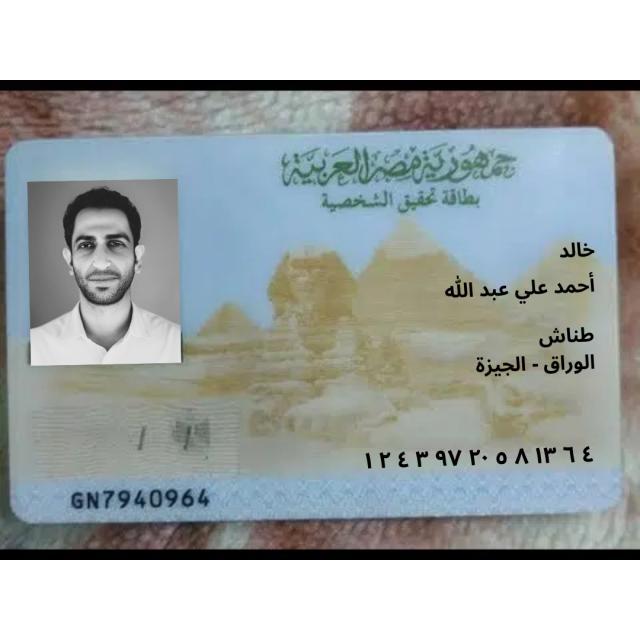 جمهورية مصر العربية
بطاقة تحقيق الشخصية
خالد
أحمد علي عبد الله
طناش
الوراق - الجيزة
١٢٤٣٩٧٢٠٥٨١٣٦٤
GN7940964